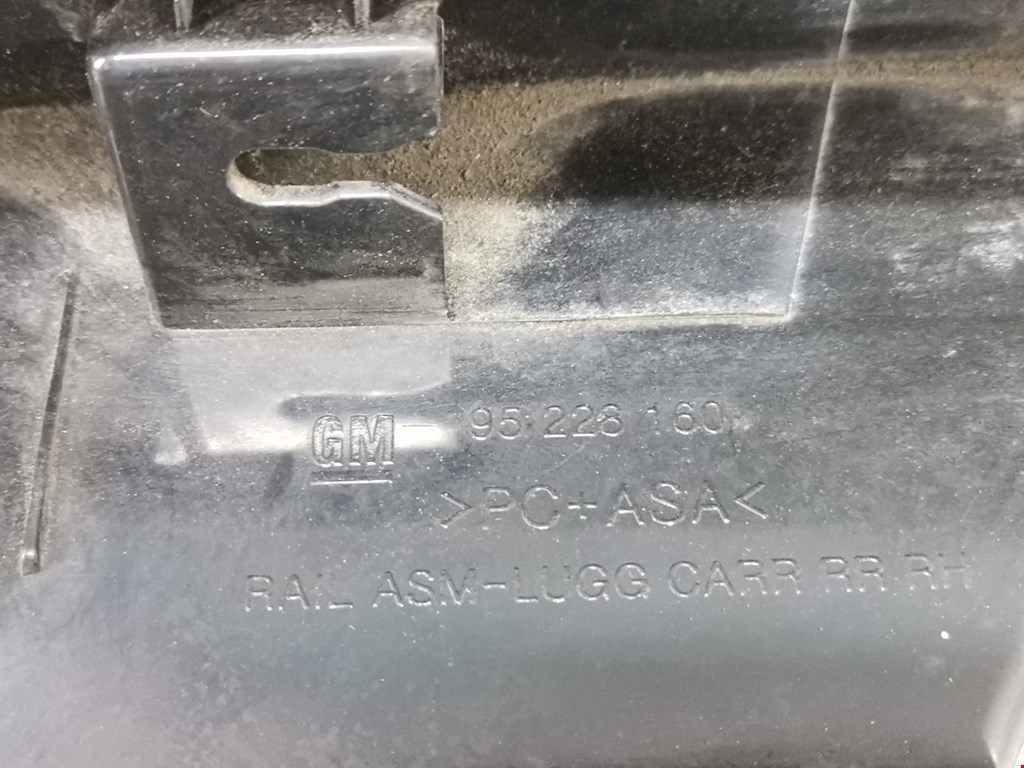 GM 95 228 160
>PC+ASA<
RAIL ASM-LUGG CARR RR RH